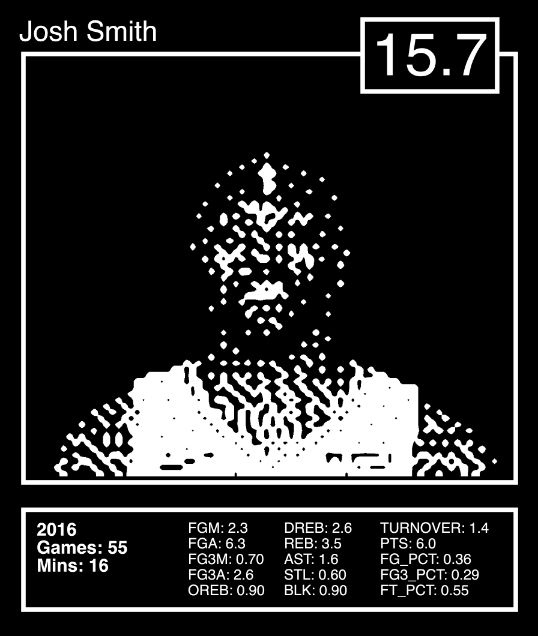 Josh Smith
15.7
2016
Games: 55
Mins: 16
FGM: 2.3
FGA: 6.3
FG3M: 0.70
FG3A: 2.6
OREB: 0.90
DREB: 2.6
REB: 3.5
AST: 1.6
STL: 0.60
BLK: 0.90
TURNOVER: 1.4
PTS: 6.0
FG_PCT: 0.36
FG3_PCT: 0.29
FT_PCT: 0.55